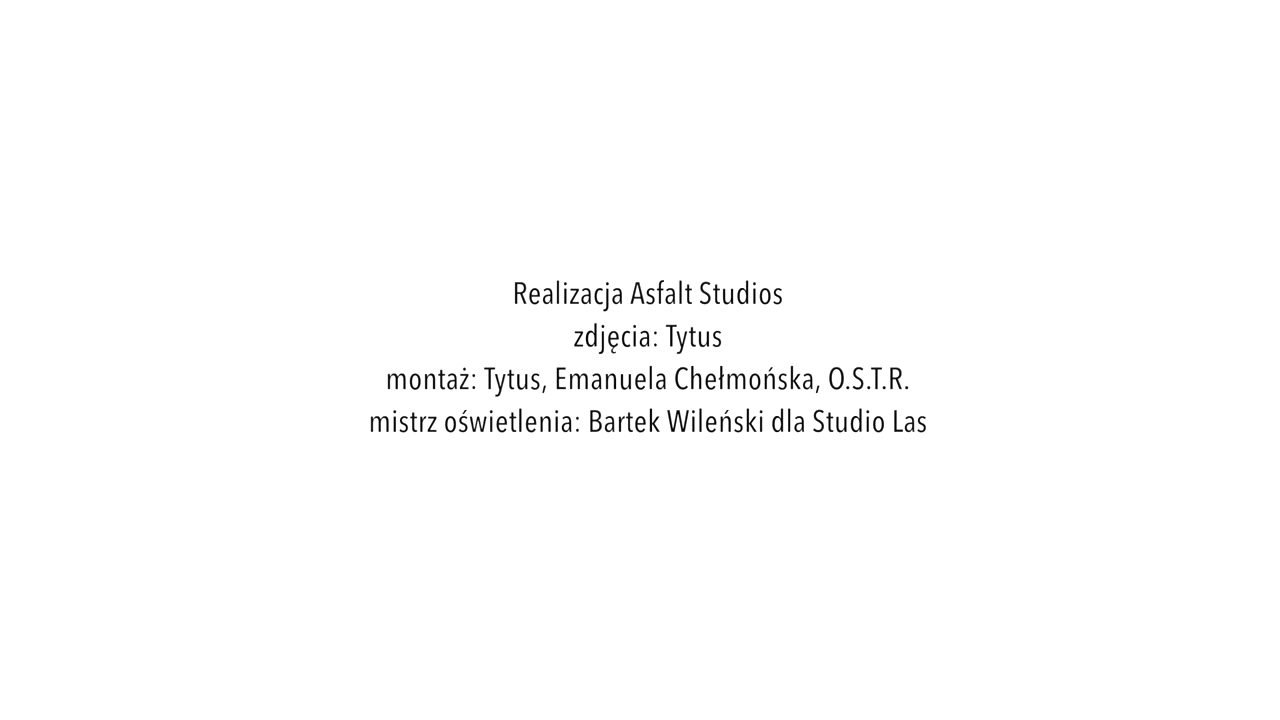 Realizacja Asfalt Studios
zdjęcia: Tytus
montaż: Tytus, Emanuela Chełmońska, O.S.T.R.
mistrz oświetlenia: Bartek Wileński dla Studio Las